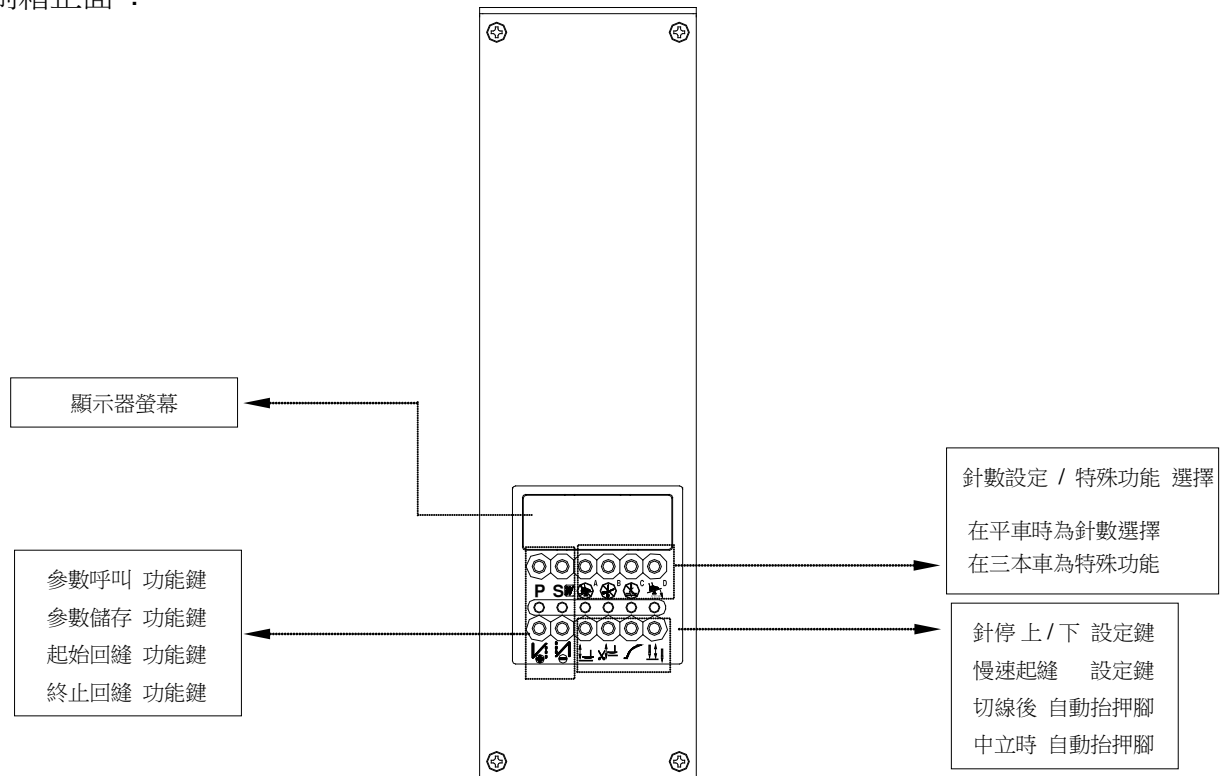 制箱正面：
顯示器螢幕
參數呼叫 功能鍵
參數儲存 功能鍵
起始回縫 功能鍵
終止回縫 功能鍵
P S
A B C D
針數設定 / 特殊功能 選擇
在平車時為針數選擇
在三本車為特殊功能
針停上/下 設定鍵
慢速起縫 設定鍵
切線後 自動抬押腳
中立時 自動抬押腳